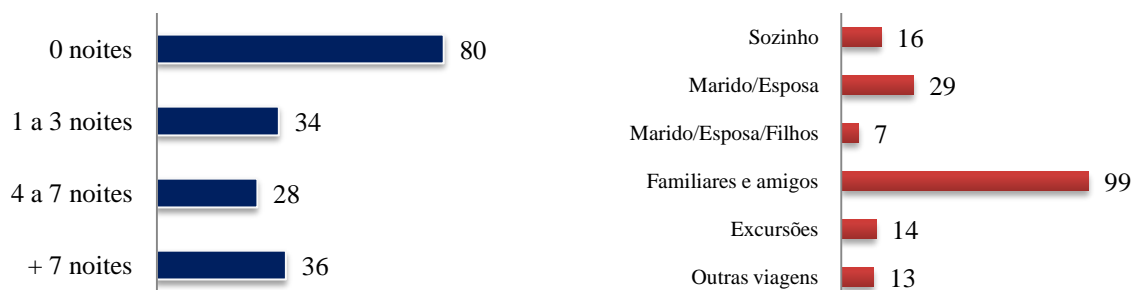 0 noites 80
1 a 3 noites 34
4 a 7 noites 28
+ 7 noites 36
Sozinho 16
Marido/Esposa 29
Marido/Esposa/Filhos 7
Familiares e amigos 99
Excursões 14
Outras viagens 13